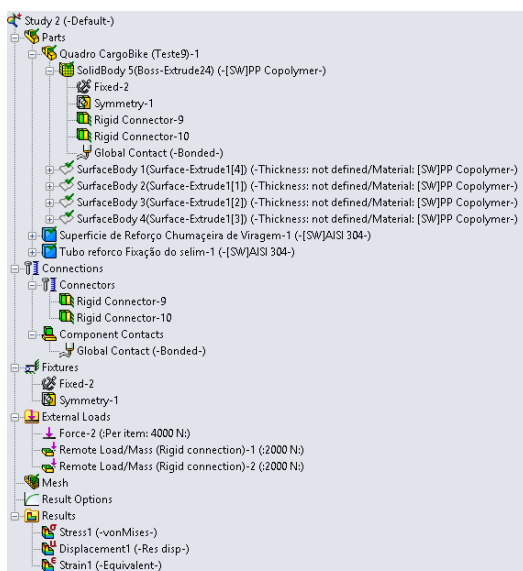 Study 2 (-Default-)
Parts
Quadro CargoBike (Teste9)-1
SolidBody 5(Boss-Extrude24) (-[SW]PP Copolymer-)
Fixed-2
Symmetry-1
Rigid Connector-9
Rigid Connector-10
Global Contact (-Bonded-)
SurfaceBody 1(Surface-Extrude1[4]) (-Thickness: not defined/Material: [SW]PP Copolymer-)
SurfaceBody 2(Surface-Extrude1[1]) (-Thickness: not defined/Material: [SW]PP Copolymer-)
SurfaceBody 3(Surface-Extrude1[2]) (-Thickness: not defined/Material: [SW]PP Copolymer-)
SurfaceBody 4(Surface-Extrude1[3]) (-Thickness: not defined/Material: [SW]PP Copolymer-)
Superficie de Reforço Chumaçeira de Viragem-1 (-[SW]AISI 304-)
Tubo reforco Fixação do selim-1 (-[SW]AISI 304-)
Connections
Connectors
Rigid Connector-9
Rigid Connector-10
Component Contacts
Global Contact (-Bonded-)
Fixtures
Fixed-2
Symmetry-1
External Loads
Force-2 (:Per item: 4000 N:)
Remote Load/Mass (Rigid connection)-1 (:2000 N:)
Remote Load/Mass (Rigid connection)-2 (:2000 N:)
Mesh
Result Options
Results
Stress1 (-vonMises-)
Displacement1 (-Res disp-)
Strain1 (-Equivalent-)